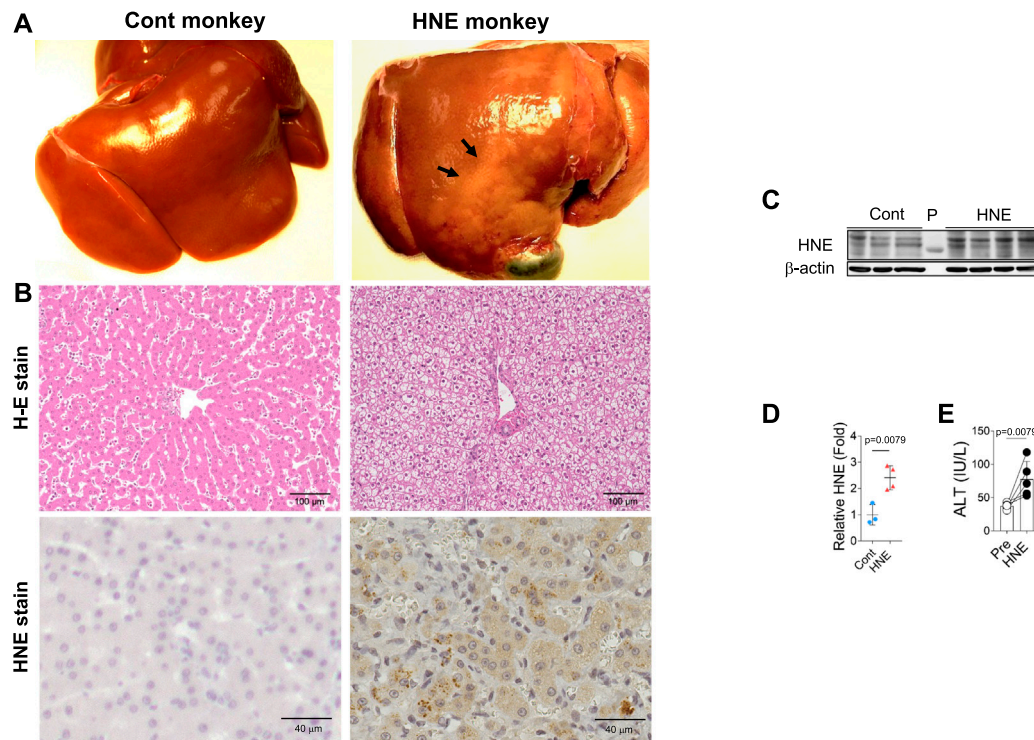 A
Cont monkey
HNE monkey
B
H-E stain
100 μm
100 μm
HNE stain
40 μm
40 μm
C
Cont P HNE
HNE
β-actin
D
Relative HNE (Fold)
p=0.0079
4
3
2
1
0
Cont
HNE
E
ALT (IU/L)
p=0.0079
150
100
50
0
Pre
HNE